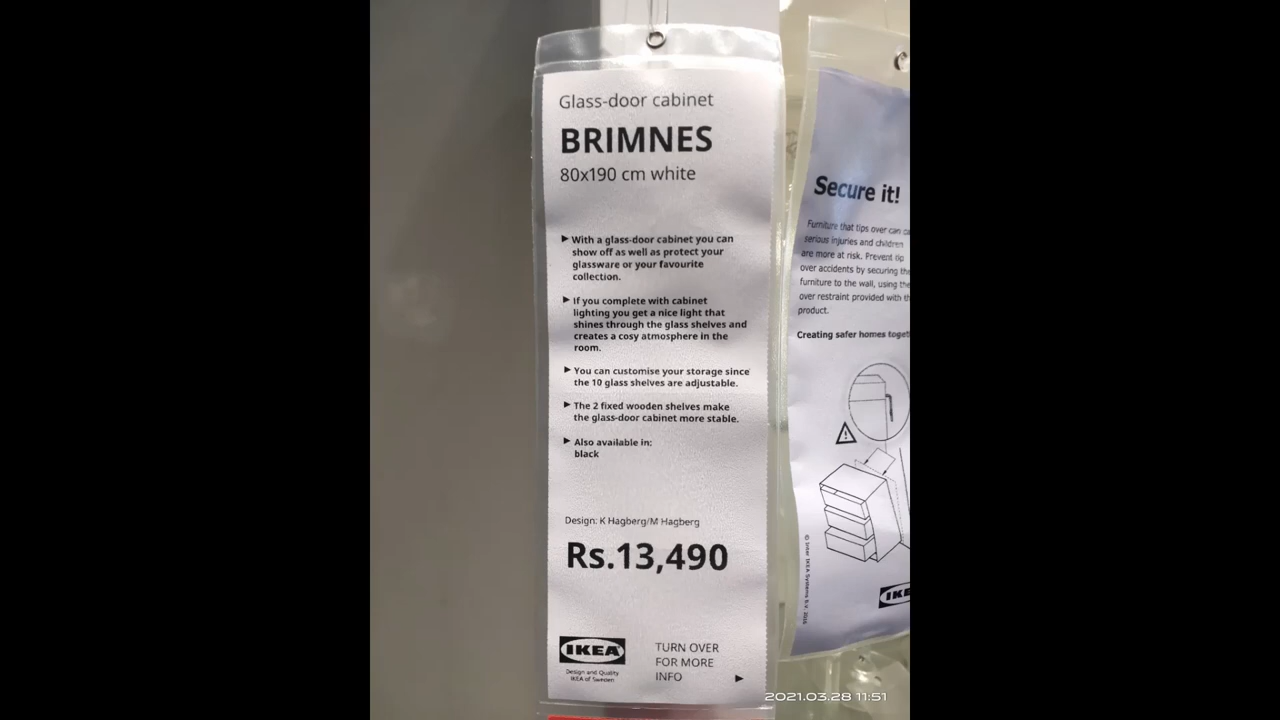 Glass-door cabinet
BRIMNES
80x190 cm white
With a glass-door cabinet you can
show off as well as protect your
glassware or your favourite
collection.
If you complete with cabinet
lighting you get a nice light that
shines through the glass shelves and
creates a cosy atmosphere in the
room.
You can customise your storage since
the 10 glass shelves are adjustable.
The 2 fixed wooden shelves make
the glass-door cabinet more stable.
Also available in:
black
Design: K Hagberg/M Hagberg
Rs.13,490
IKEA
Design and Quality
IKEA of Sweden
TURN OVER
FOR MORE
INFO
Secure it!
Furniture that tips over can
serious injuries and children
are more at risk. Prevent tip
over accidents by securing the
furniture to the wall, using the
over restraint provided with
product.
Creating safer homes
© Inter IKEA Systems B.V.
2021.03.28 11:51